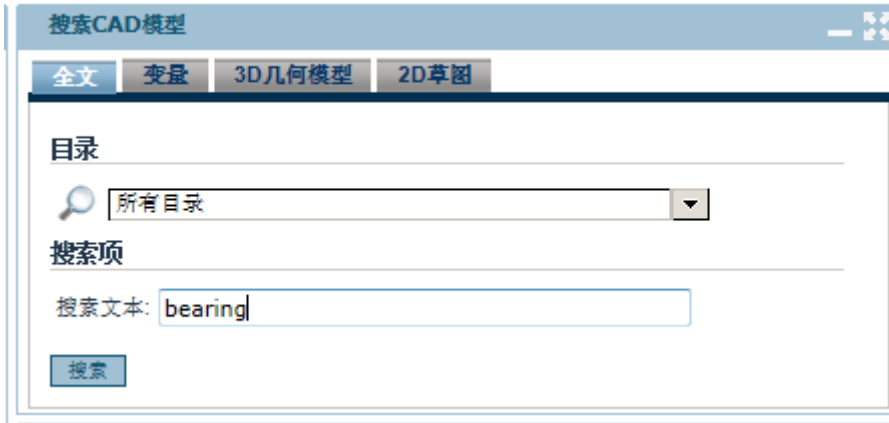 搜索CAD模型
全文 变量 3D几何模型 2D草图
目录
所有目录
搜索项
搜索文本: bearing
搜索